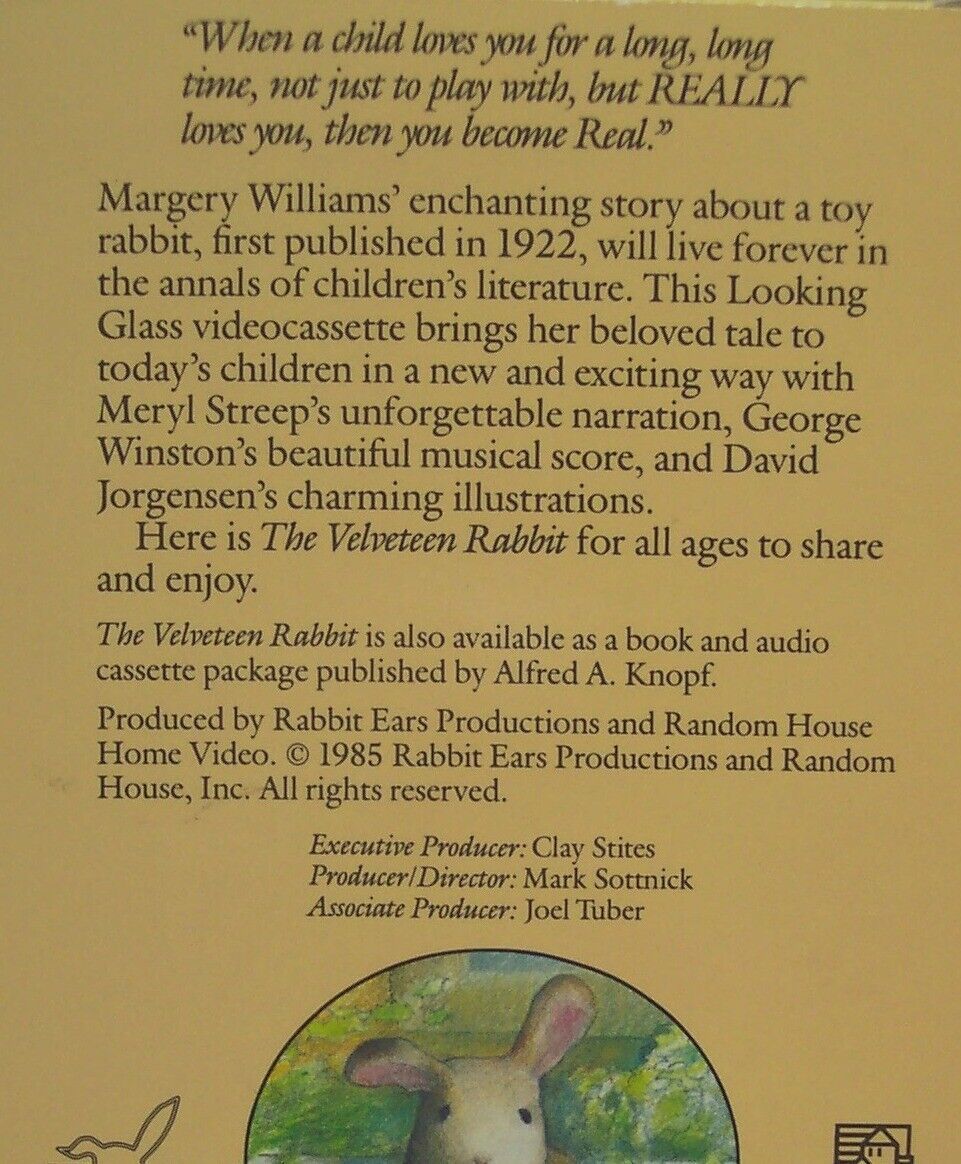 “When a child loves you for a long, long
time, not just to play with, but REALLY
loves you, then you become Real.”
Margery Williams’ enchanting story about a toy
rabbit, first published in 1922, will live forever in
the annals of children’s literature. This Looking
Glass videocassette brings her beloved tale to
today’s children in a new and exciting way with
Meryl Streep’s unforgettable narration, George
Winston’s beautiful musical score, and David
Jorgensen’s charming illustrations.
Here is The Velveteen Rabbit for all ages to share
and enjoy.
The Velveteen Rabbit is also available as a book and audio
cassette package published by Alfred A. Knopf.
Produced by Rabbit Ears Productions and Random House
Home Video. © 1985 Rabbit Ears Productions and Random
House, Inc. All rights reserved.
Executive Producer: Clay Stites
Producer/Director: Mark Sottnick
Associate Producer: Joel Tuber